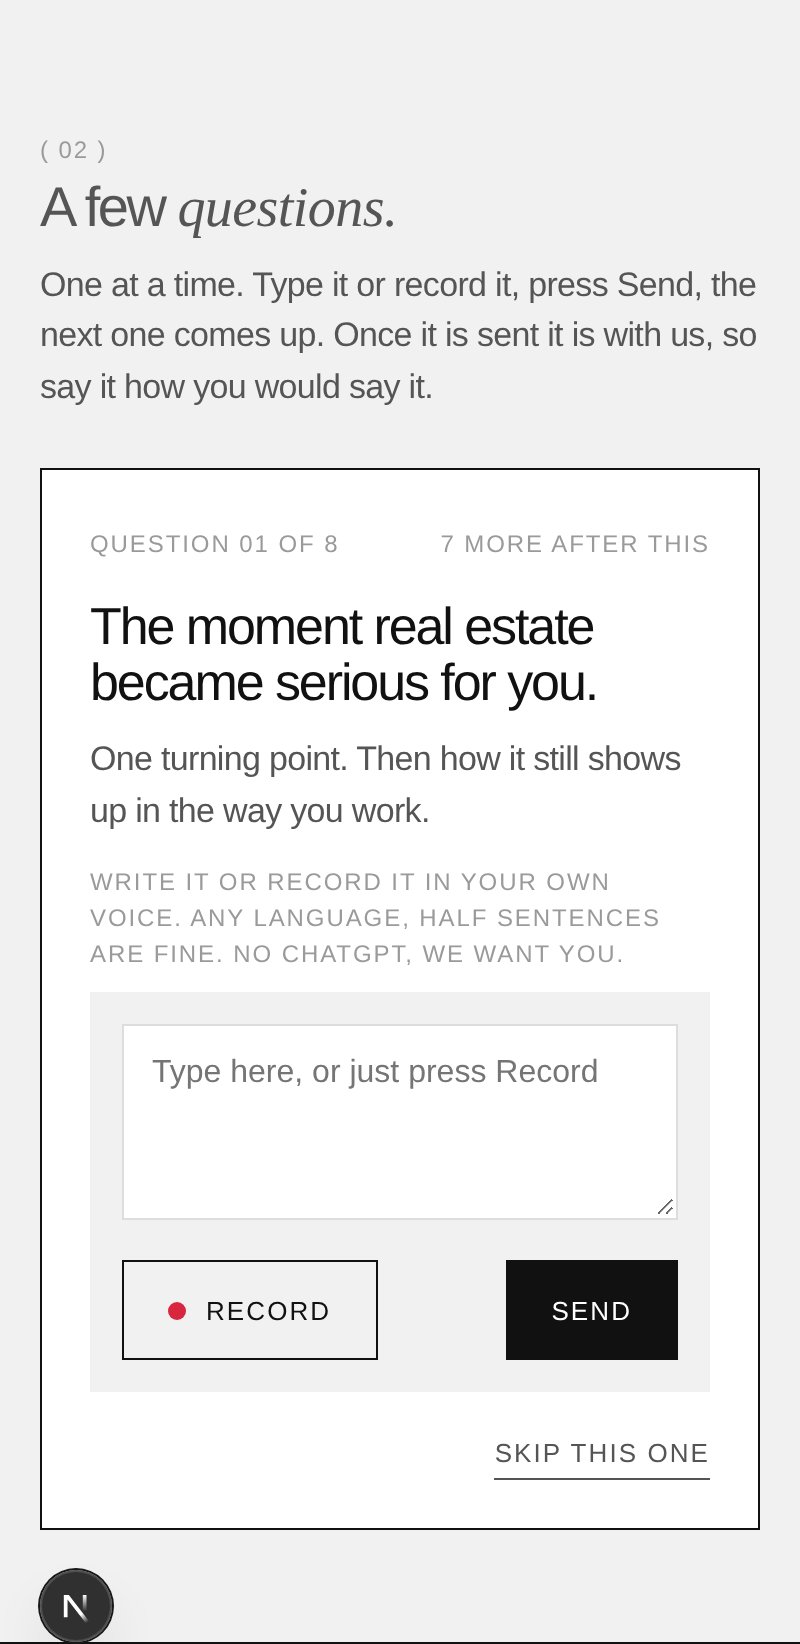 ( 02 )
A few questions.
One at a time. Type it or record it, press Send, the
next one comes up. Once it is sent it is with us, so
say it how you would say it.
QUESTION 01 OF 8
7 MORE AFTER THIS
The moment real estate
became serious for you.
One turning point. Then how it still shows
up in the way you work.
WRITE IT OR RECORD IT IN YOUR OWN
VOICE. ANY LANGUAGE, HALF SENTENCES
ARE FINE. NO CHATGPT, WE WANT YOU.
Type here, or just press Record
RECORD
SEND
SKIP THIS ONE
N